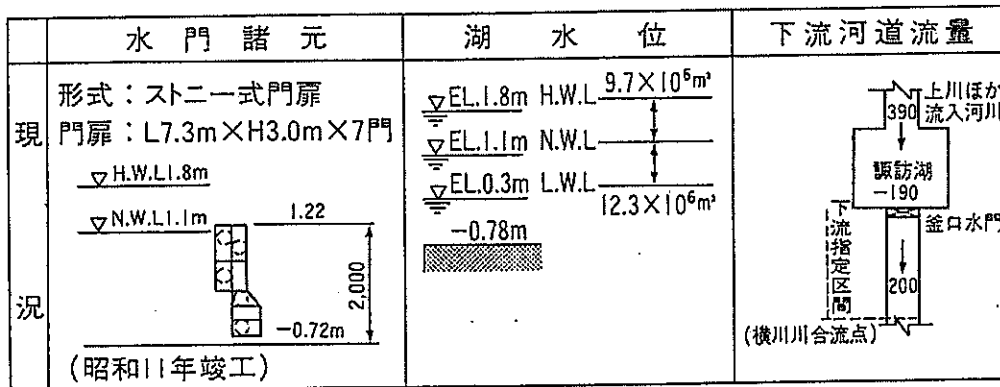 水門諸元
湖水位
下流河道流量
現況
形式：ストニー式門扉
門扉：L7.3m×H3.0m×7門
H.W.L1.8m
N.W.L1.1m
1.22
2,000
-0.72m
(昭和11年竣工)
EL.1.8m H.W.L 9.7×10⁶m³
EL.1.1m N.W.L
EL.0.3m L.W.L
12.3×10⁶m³
-0.78m
上川ほか
390 流入河川
諏訪湖
-190
釜口水門
下流指定区間
200
(横川川合流点)